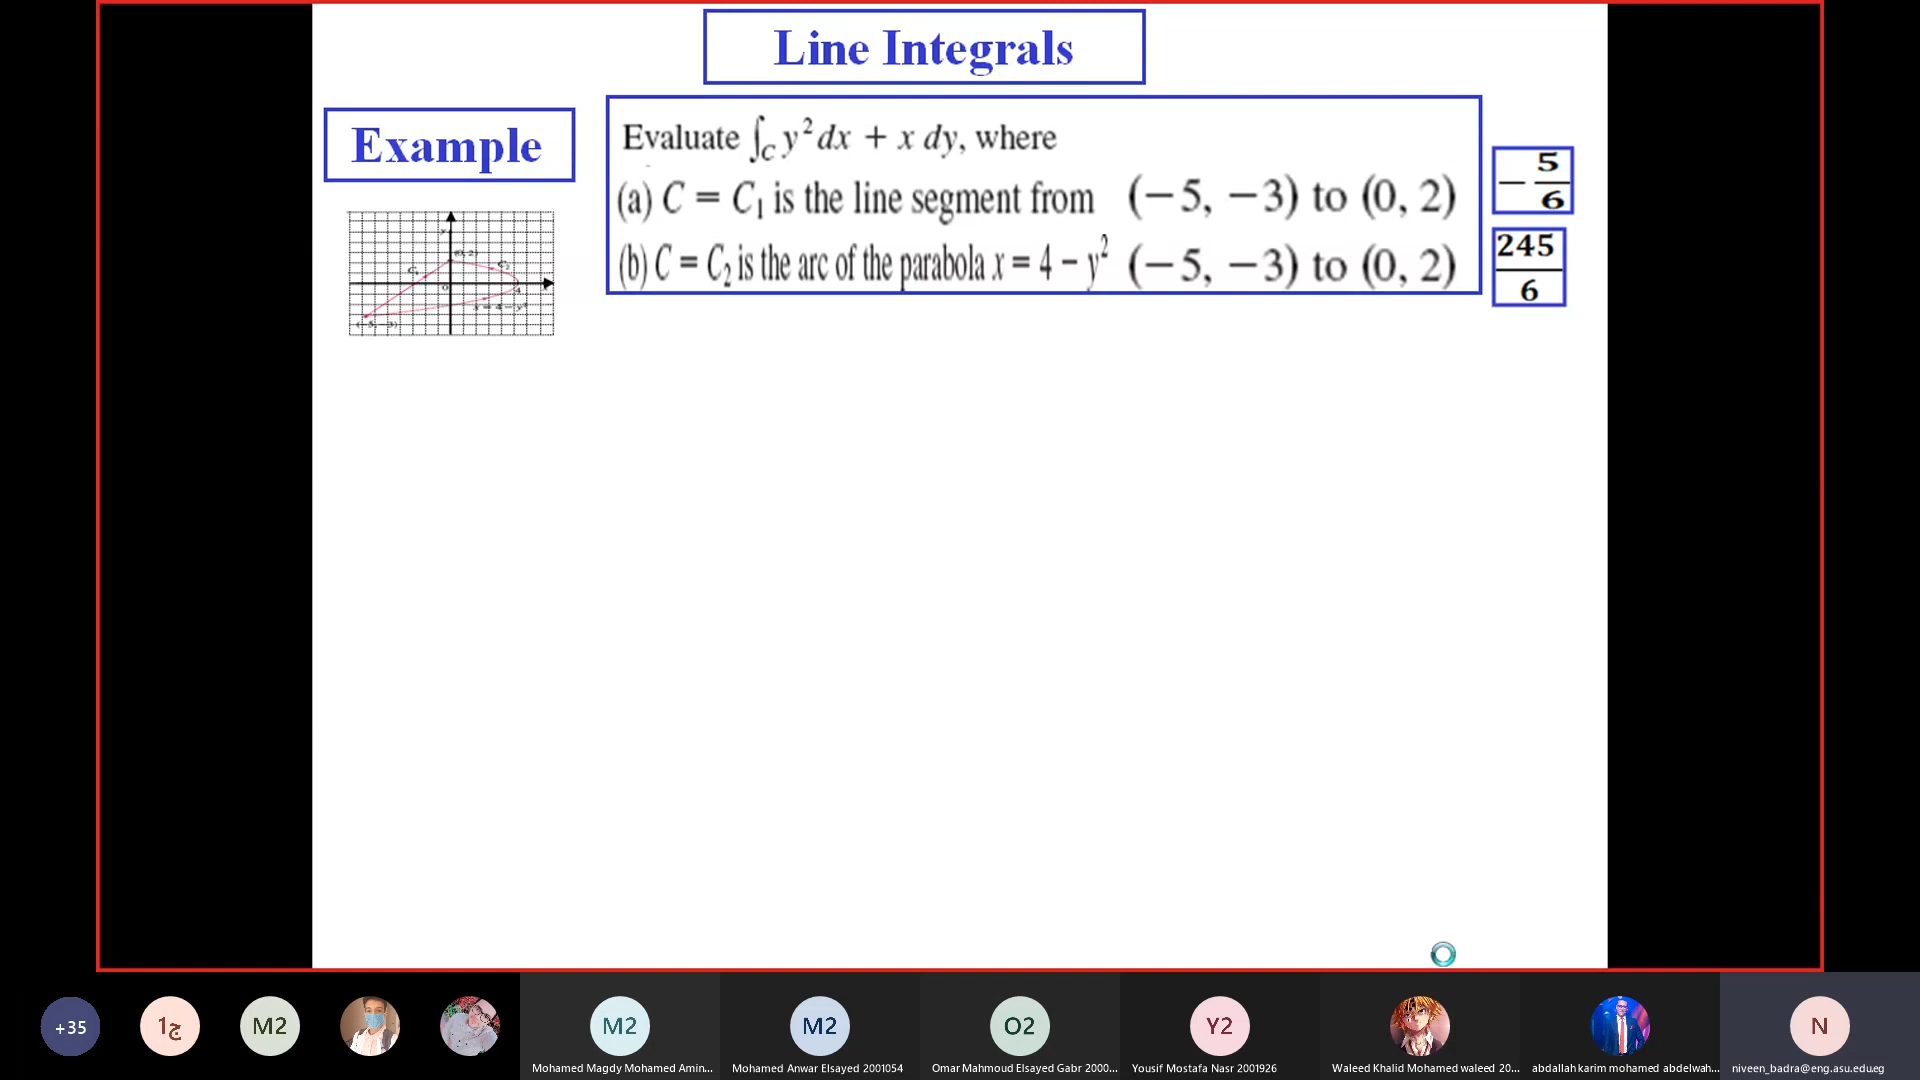 Line Integrals
Example
Evaluate ∫_C y² dx + x dy, where
(a) C = C₁ is the line segment from (−5, −3) to (0, 2)
(b) C = C₂ is the arc of the parabola x = 4 − y² (−5, −3) to (0, 2)
− 5/6
245/6
+35
1ج
M2
M2
M2
O2
Y2
N
Mohamed Magdy Mohamed Amin...
Mohamed Anwar Elsayed 2001054
Omar Mahmoud Elsayed Gabr 2000...
Yousif Mostafa Nasr 2001926
Waleed Khalid Mohamed waleed 20...
abdallah karim mohamed abdelwah...
niveen_badra@eng.asu.edu.eg